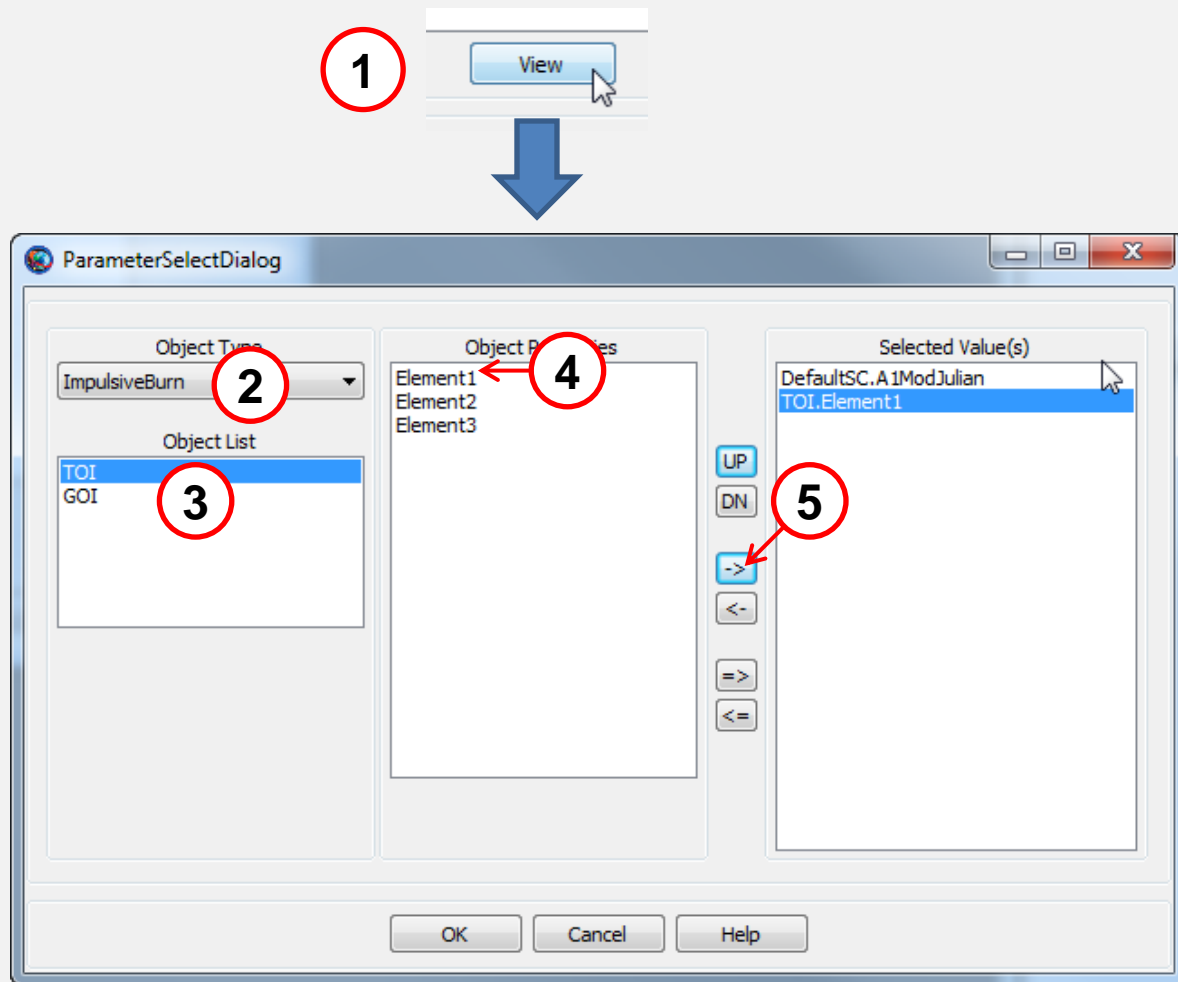 1
View
ParameterSelectDialog
Object Type
ImpulsiveBurn
2
Object List
TOI
GOI
3
Object
Element1
Element2
Element3
4
UP
DN
->
<-
=>
<=
5
Selected Value(s)
DefaultSC.A1ModJulian
TOI.Element1
OK
Cancel
Help